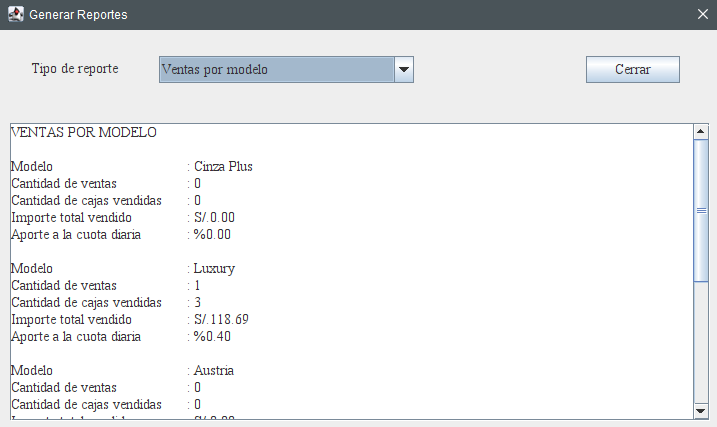 Generar Reportes
Tipo de reporte
Ventas por modelo
Cerrar
VENTAS POR MODELO
Modelo : Cinza Plus
Cantidad de ventas : 0
Cantidad de cajas vendidas : 0
Importe total vendido : S/.0.00
Aporte a la cuota diaria : %0.00
Modelo : Luxury
Cantidad de ventas : 1
Cantidad de cajas vendidas : 3
Importe total vendido : S/.118.69
Aporte a la cuota diaria : %0.40
Modelo : Austria
Cantidad de ventas : 0
Cantidad de cajas vendidas : 0